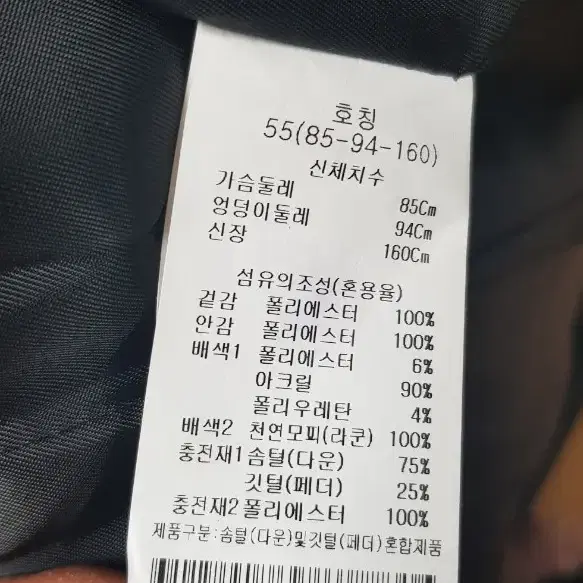 호칭
55(85-94-160)
신체치수
가슴둘레 85Cm
엉덩이둘레 94Cm
신장 160Cm
섬유의조성(혼용율)
겉감 폴리에스터 100%
안감 폴리에스터 100%
배색1 폴리에스터 6%
아크릴 90%
폴리우레탄 4%
배색2 천연모피(라쿤) 100%
충전재1 솜털(다운) 75%
깃털(페더) 25%
충전재2 폴리에스터 100%
제품구분:솜털(다운)및깃털(페더)혼합제품